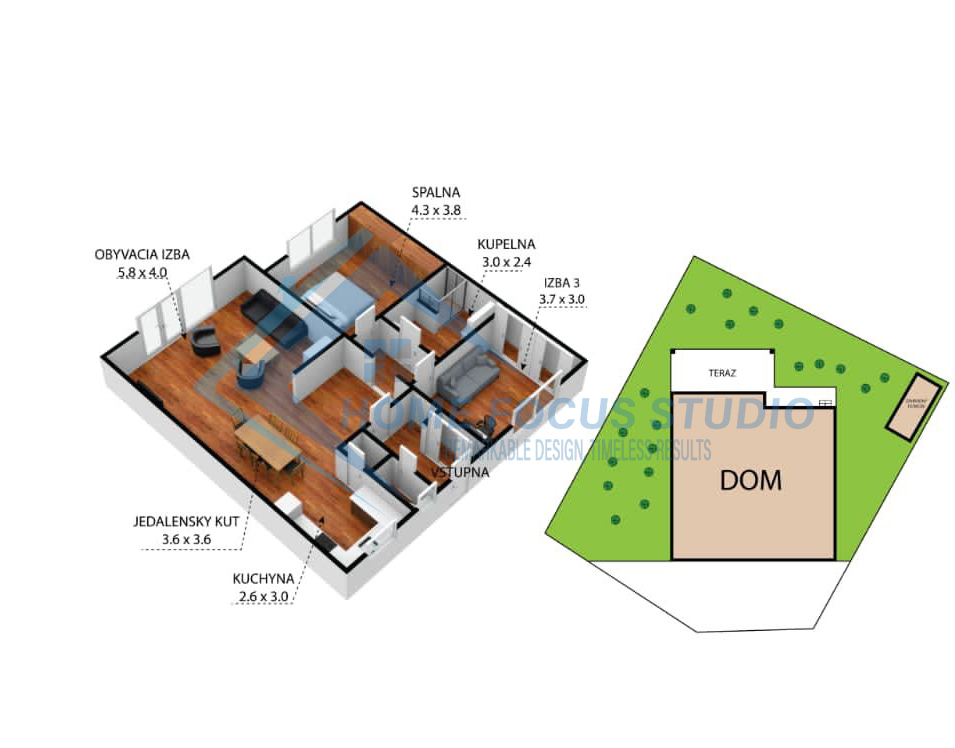 SPALNA
4.3 x 3.8
KUPELNA
3.0 x 2.4
OBYVACIA IZBA
5.8 x 4.0
IZBA 3
3.7 x 3.0
TERAZ
HOME FOCUS STUDIO
REMARKABLE DESIGN, TIMELESS RESULTS
VSTUPNA
DOM
JEDALENSKY KUT
3.6 x 3.6
KUCHYNA
2.6 x 3.0